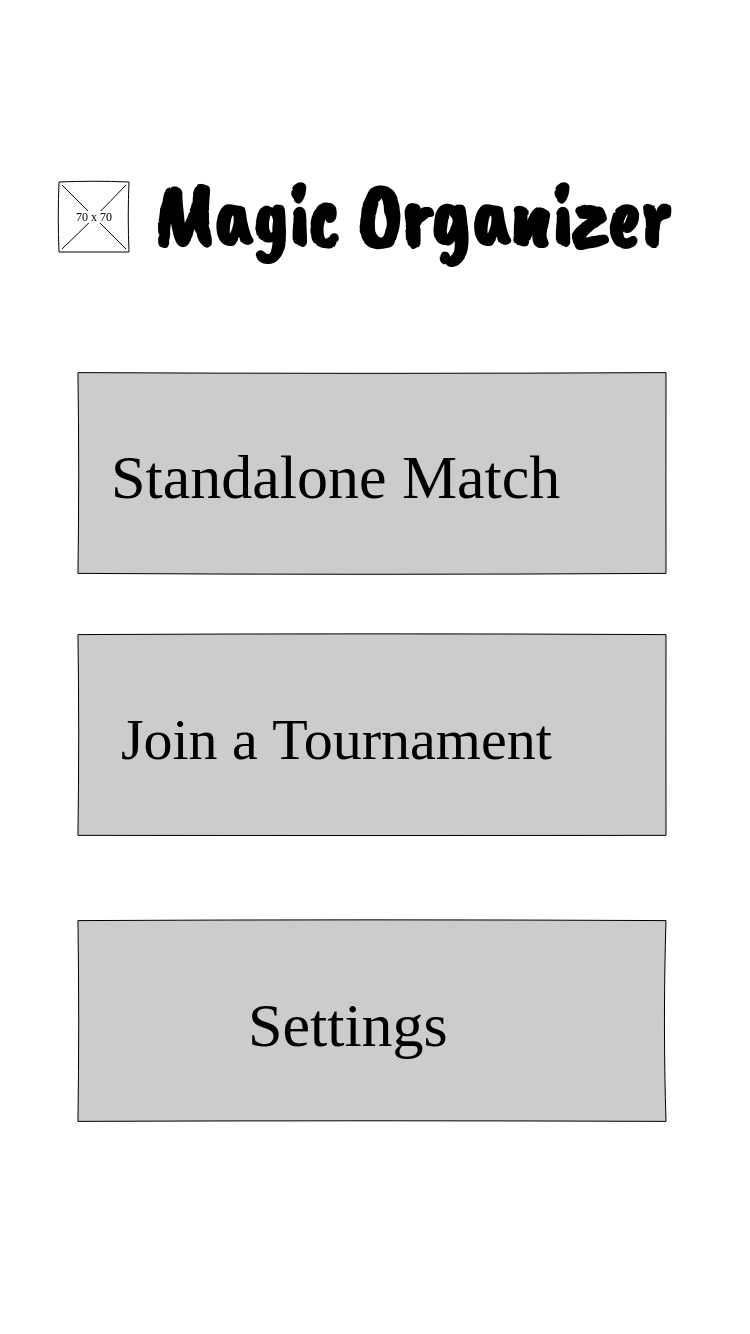 70 x 70
Magic Organizer
Standalone Match
Join a Tournament
Settings